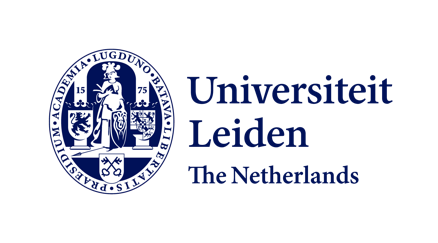 ACADEMIA · LUGDUNO · BATAVA · LIBERTATIS · PRAESIDIUM ·
15 75
Universiteit
Leiden
The Netherlands